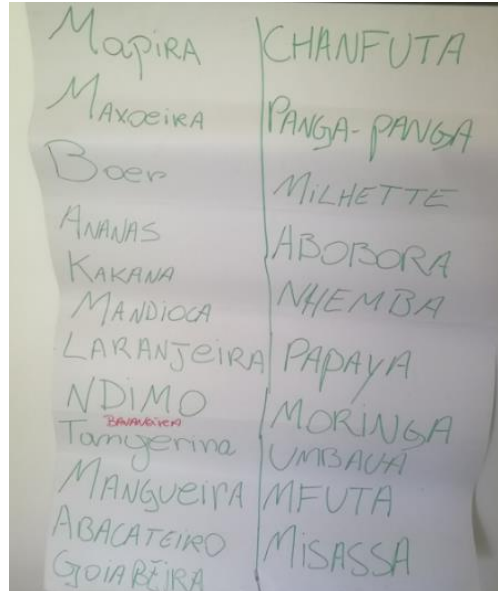 MapiRA
MAxoeiRA
Boer
ANANAS
KAKANA
MANDIOCA
LARANJeiRA
NDIMO
BANANeiRA
Tangerina
MANGUeiRA
ABACATEIRO
GOIABEIRA
CHANFUTA
PANGA-PANGA
MiLHETTE
ABOBORA
NHEMBA
PAPAYA
MORINGA
MFUTA
MiSASSA